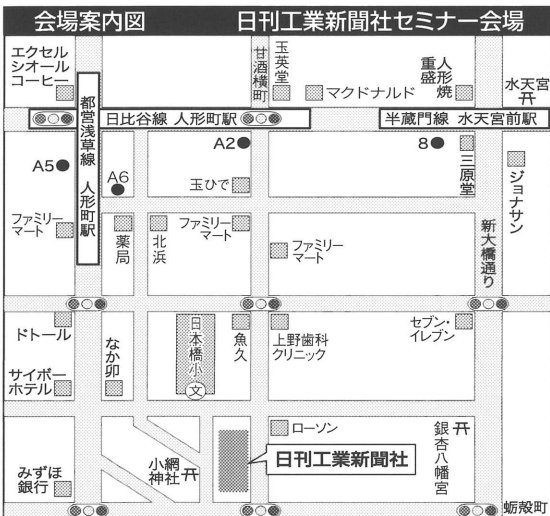 会場案内図 日刊工業新聞社セミナー会場
エクセル
シオール
コーヒー
甘酒横町
玉英堂
マクドナルド
人形焼
重盛
水天宮
都営浅草線 人形町駅
日比谷線 人形町駅
半蔵門線 水天宮前駅
A5
A6
A2
8
三原堂
ジョナサン
玉ひで
ファミリー
マート
薬局
北浜
ファミリー
マート
ファミリー
マート
新大橋通り
ドトール
なか卯
日本橋小
文
魚久
上野歯科
クリニック
セブン・
イレブン
サイボー
ホテル
ローソン
銀杏八幡宮
日刊工業新聞社
小網
神社
みずほ
銀行
蛎殻町